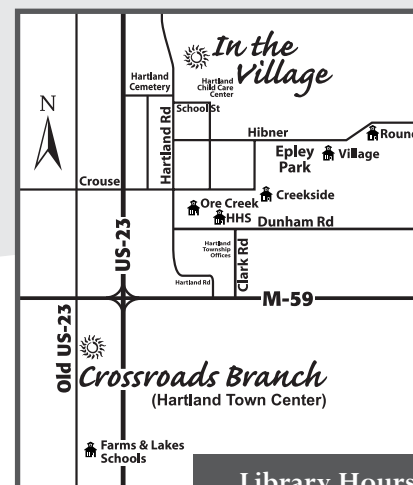 In the
Village
Hartland
Cemetery
Hartland
Child Care
Center
School St
N
Hartland Rd
Hibner
Round
Epley
Park
Village
Crouse
Creekside
Ore Creek
HHS
Dunham Rd
US-23
Hartland
Township
Offices
Clark Rd
Hartland Rd
M-59
Old US-23
Crossroads Branch
(Hartland Town Center)
Farms & Lakes
Schools
Library Hours